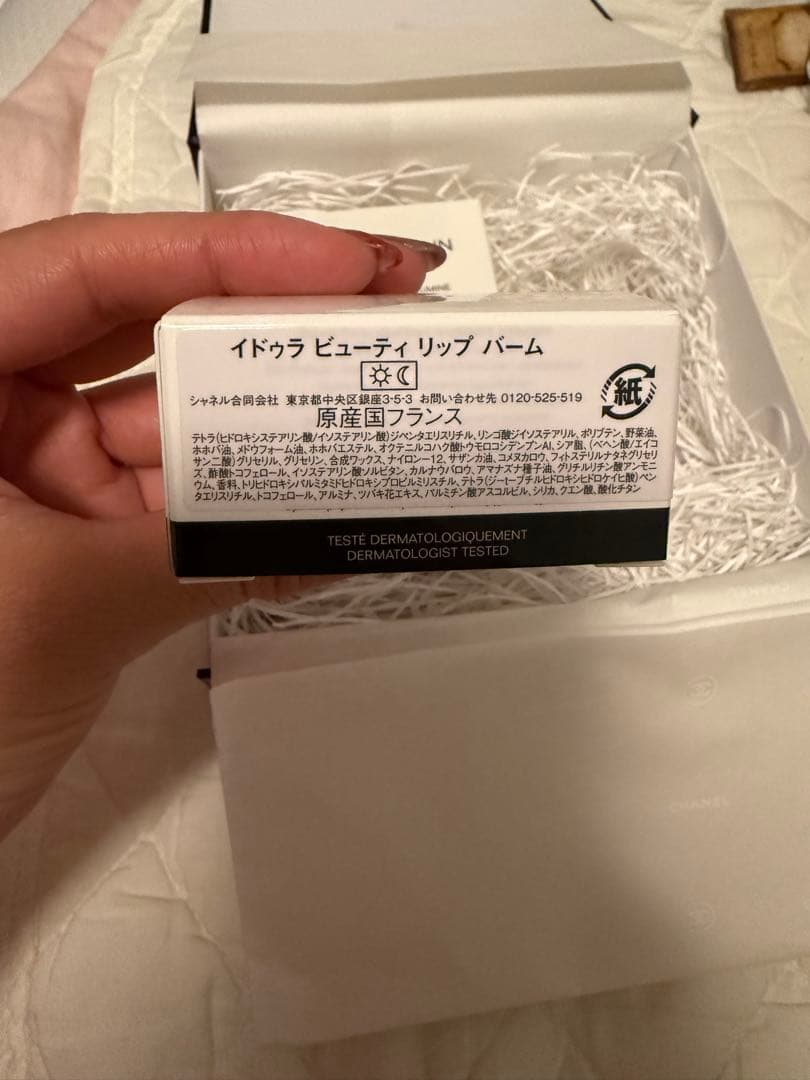 IN
イドゥラ ビューティ リップ バーム
シャネル合同会社 東京都中央区銀座3-5-3 お問い合わせ先 0120-525-519
紙
原産国フランス
テトラ(ヒドロキシステアリン酸/イソステアリン酸)ジペンタエリスリチル、リンゴ酸ジイソステアリル、ポリブテン、野菜油、
ホホバ油、メドウフォーム油、ホホバエステル、オクテニルコハク酸トウモロコシデンプンAl、シア脂、(ベヘン酸/エイコ
サン二酸)グリセリル、グリセリン、合成ワックス、ナイロン-12、サザンカ油、コメヌカロウ、フィトステリルナタネグリセリ
ズ、酢酸トコフェロール、イソステアリン酸ソルビタン、カルナウバロウ、アマナズナ種子油、グリチルリチン酸アンモニ
ウム、香料、トリヒドロキシパルミタミドヒドロキシプロピルミリスチル、テトラ(ジ-t-ブチルヒドロキシヒドロケイヒ酸)ペン
タエリスリチル、トコフェロール、アルミナ、ツバキ花エキス、パルミチン酸アスコルビル、シリカ、クエン酸、酸化チタン
TESTÉ DERMATOLOGIQUEMENT
DERMATOLOGIST TESTED
CHANEL